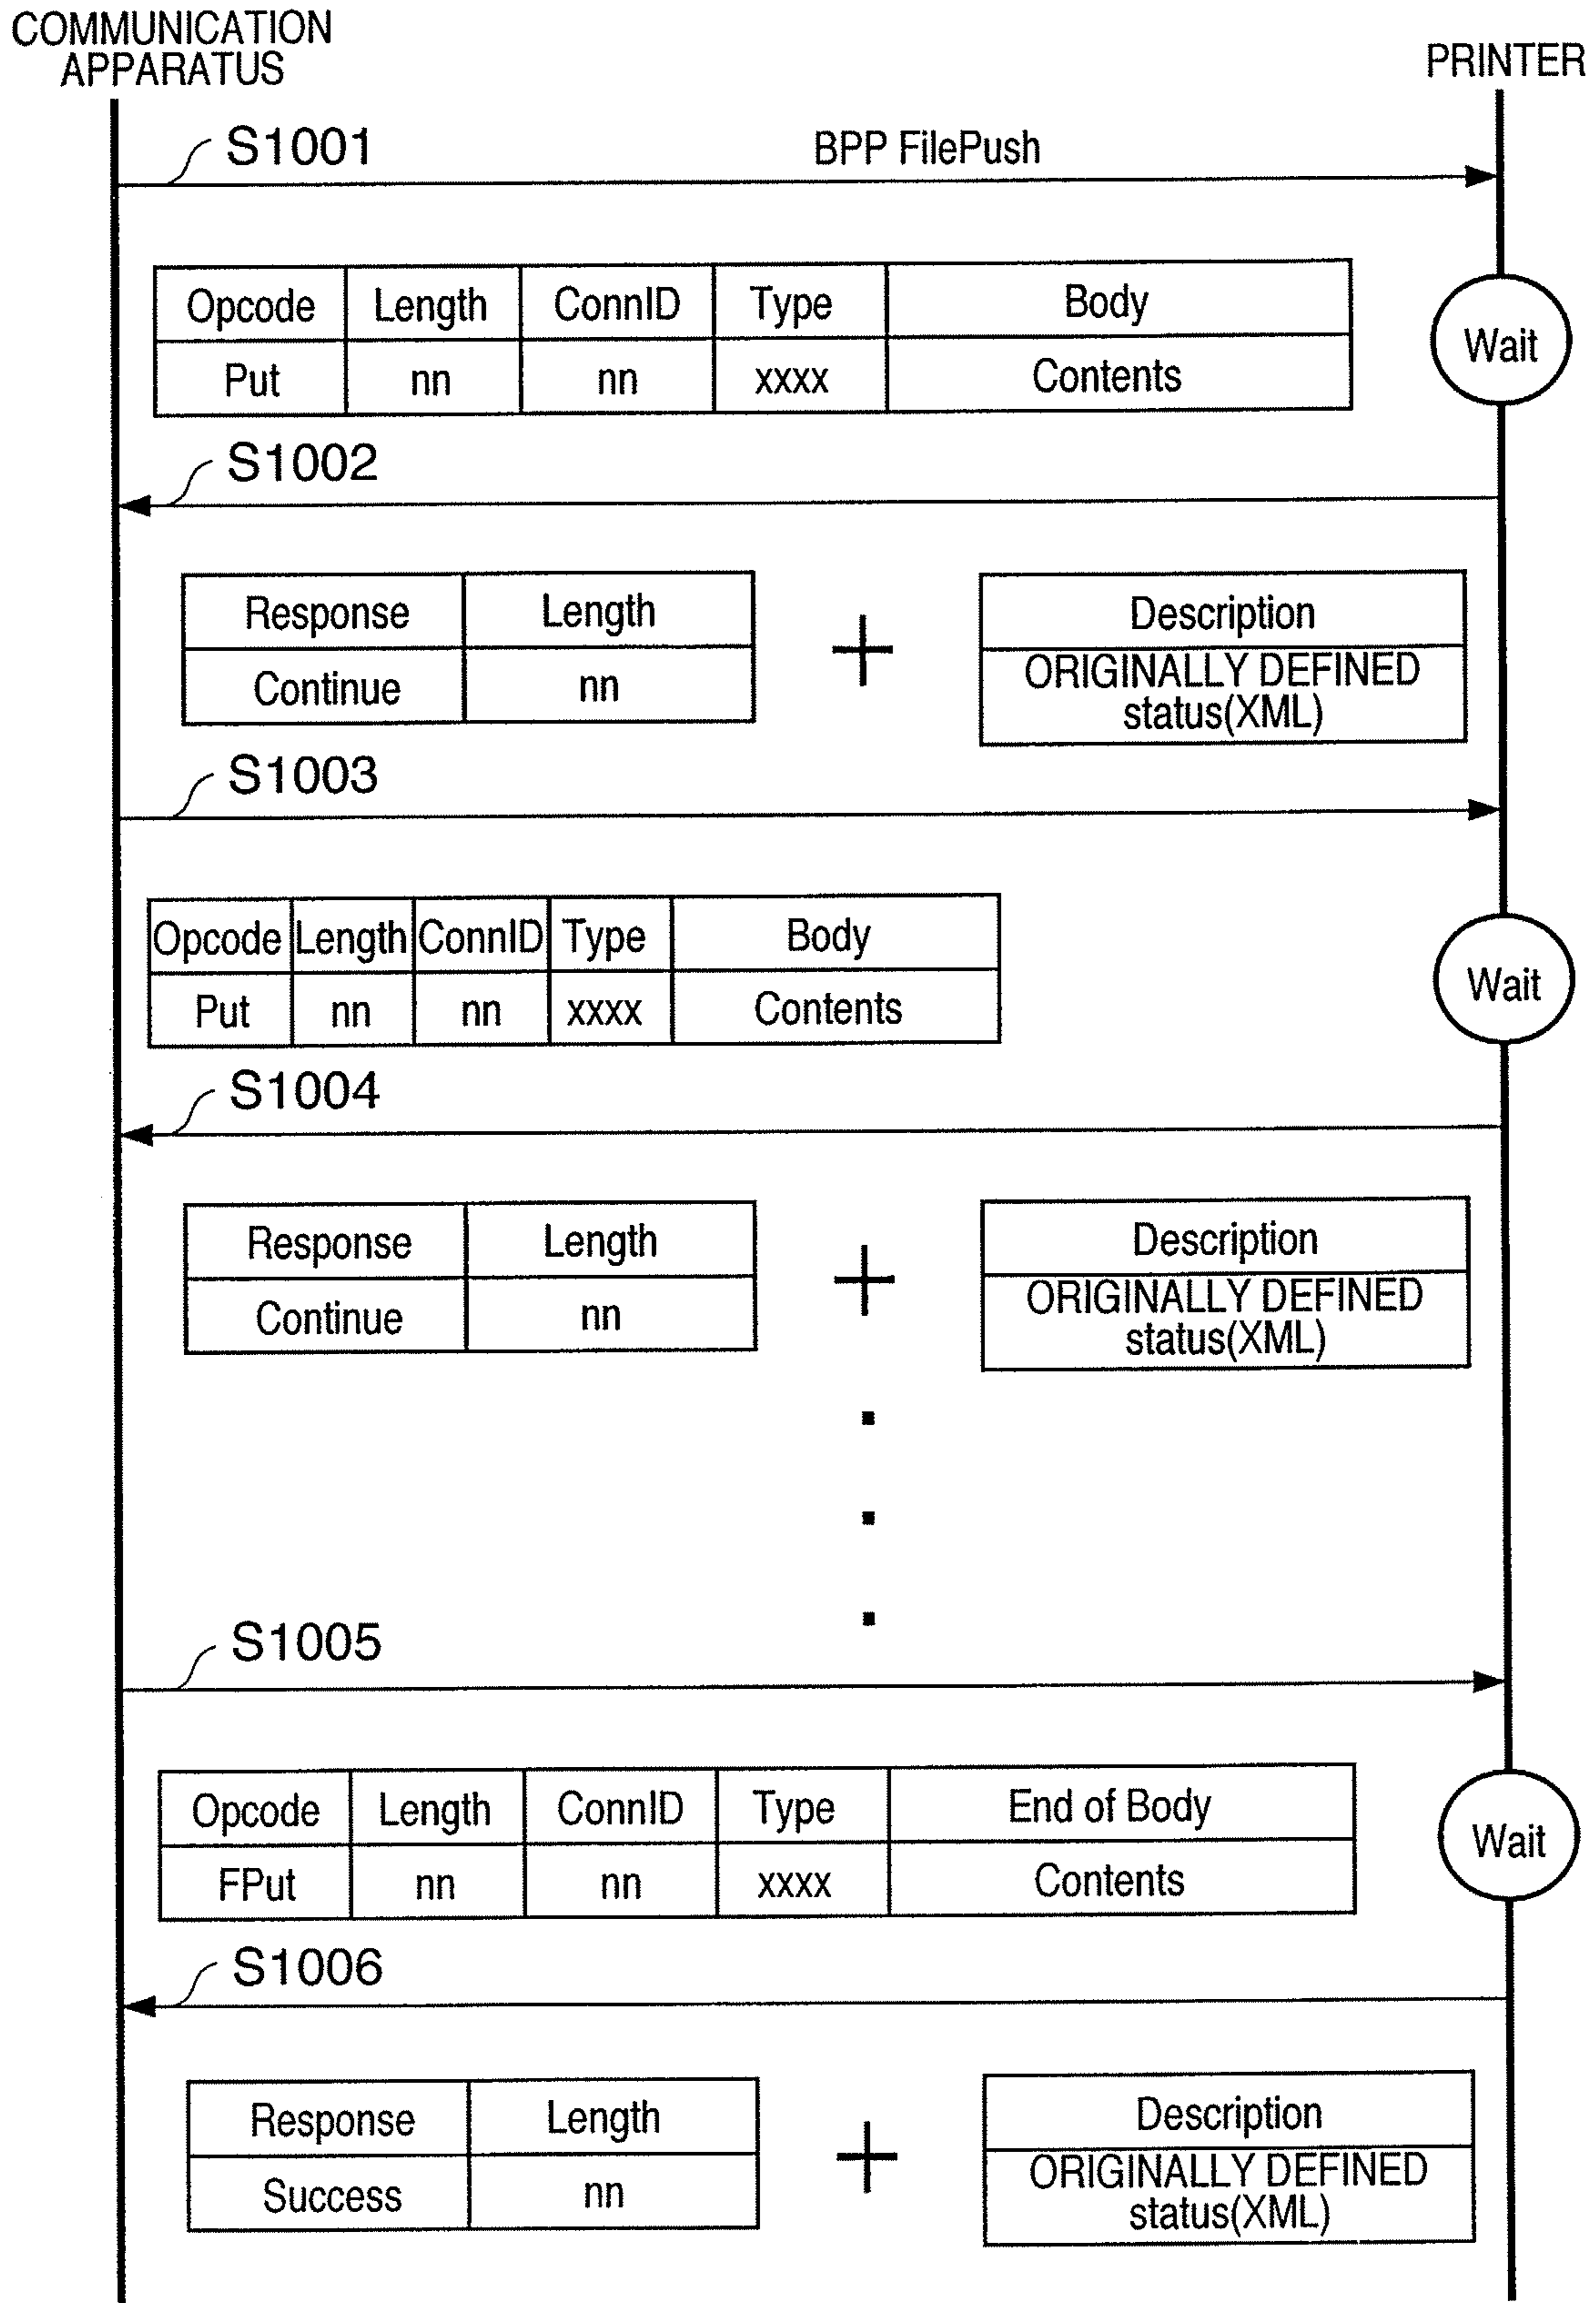 COMMUNICATION
APPARATUS
PRINTER
S1001
BPP FilePush
Opcode Length ConnID Type Body
Put nn nn xxxx Contents
Wait
S1002
Response Length
Continue nn
+
Description
ORIGINALLY DEFINED
status(XML)
S1003
Opcode Length ConnID Type Body
Put nn nn xxxx Contents
Wait
S1004
Response Length
Continue nn
+
Description
ORIGINALLY DEFINED
status(XML)
S1005
Opcode Length ConnID Type End of Body
FPut nn nn xxxx Contents
Wait
S1006
Response Length
Success nn
+
Description
ORIGINALLY DEFINED
status(XML)